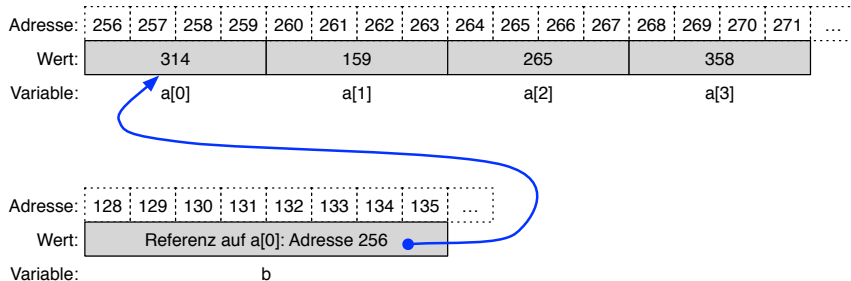 Adresse: 256 257 258 259 260 261 262 263 264 265 266 267 268 269 270 271 ...
Wert: 314 159 265 358
Variable: a[0] a[1] a[2] a[3]
Adresse: 128 129 130 131 132 133 134 135 ...
Wert: Referenz auf a[0]: Adresse 256
Variable: b